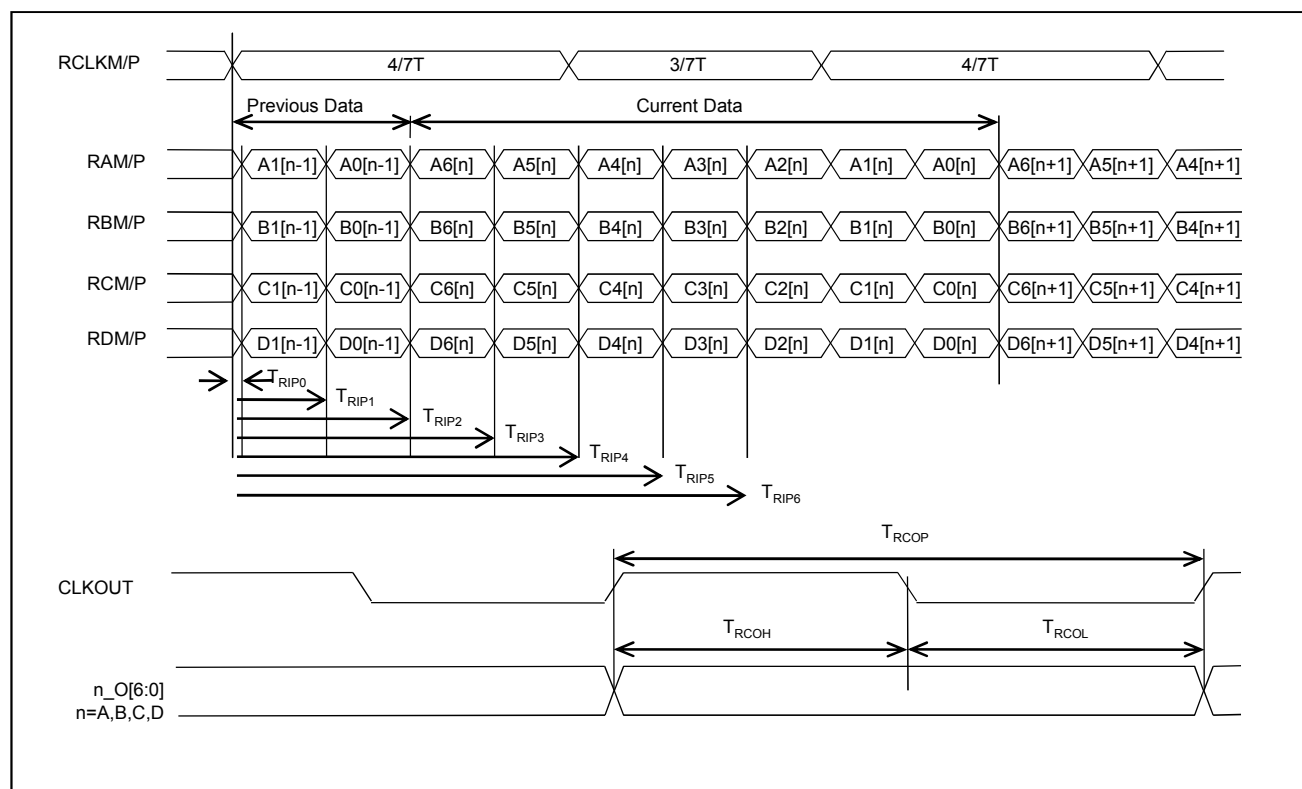 RCLKM/P 4/7T 3/7T 4/7T
Previous Data Current Data
RAM/P A1[n-1] A0[n-1] A6[n] A5[n] A4[n] A3[n] A2[n] A1[n] A0[n] A6[n+1] A5[n+1] A4[n+1]
RBM/P B1[n-1] B0[n-1] B6[n] B5[n] B4[n] B3[n] B2[n] B1[n] B0[n] B6[n+1] B5[n+1] B4[n+1]
RCM/P C1[n-1] C0[n-1] C6[n] C5[n] C4[n] C3[n] C2[n] C1[n] C0[n] C6[n+1] C5[n+1] C4[n+1]
RDM/P D1[n-1] D0[n-1] D6[n] D5[n] D4[n] D3[n] D2[n] D1[n] D0[n] D6[n+1] D5[n+1] D4[n+1]
TRIP0
TRIP1
TRIP2
TRIP3
TRIP4
TRIP5
TRIP6
TRCOP
CLKOUT
TRCOH TRCOL
n_O[6:0]
n=A,B,C,D